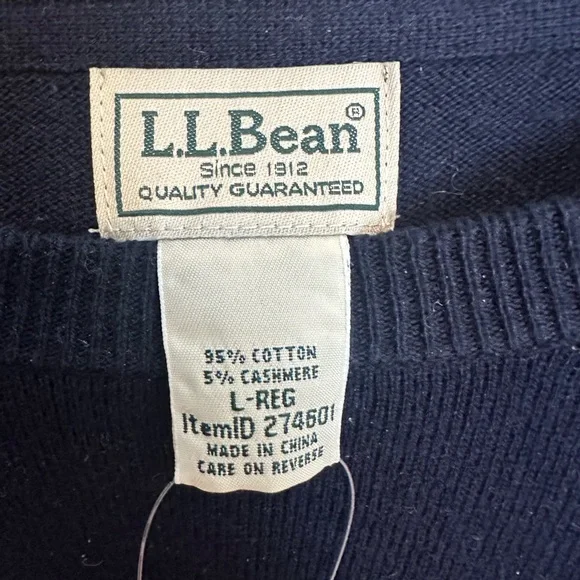 L.L.Bean®
Since 1912
QUALITY GUARANTEED
95% COTTON
5% CASHMERE
L-REG
ItemID 274601
MADE IN CHINA
CARE ON REVERSE